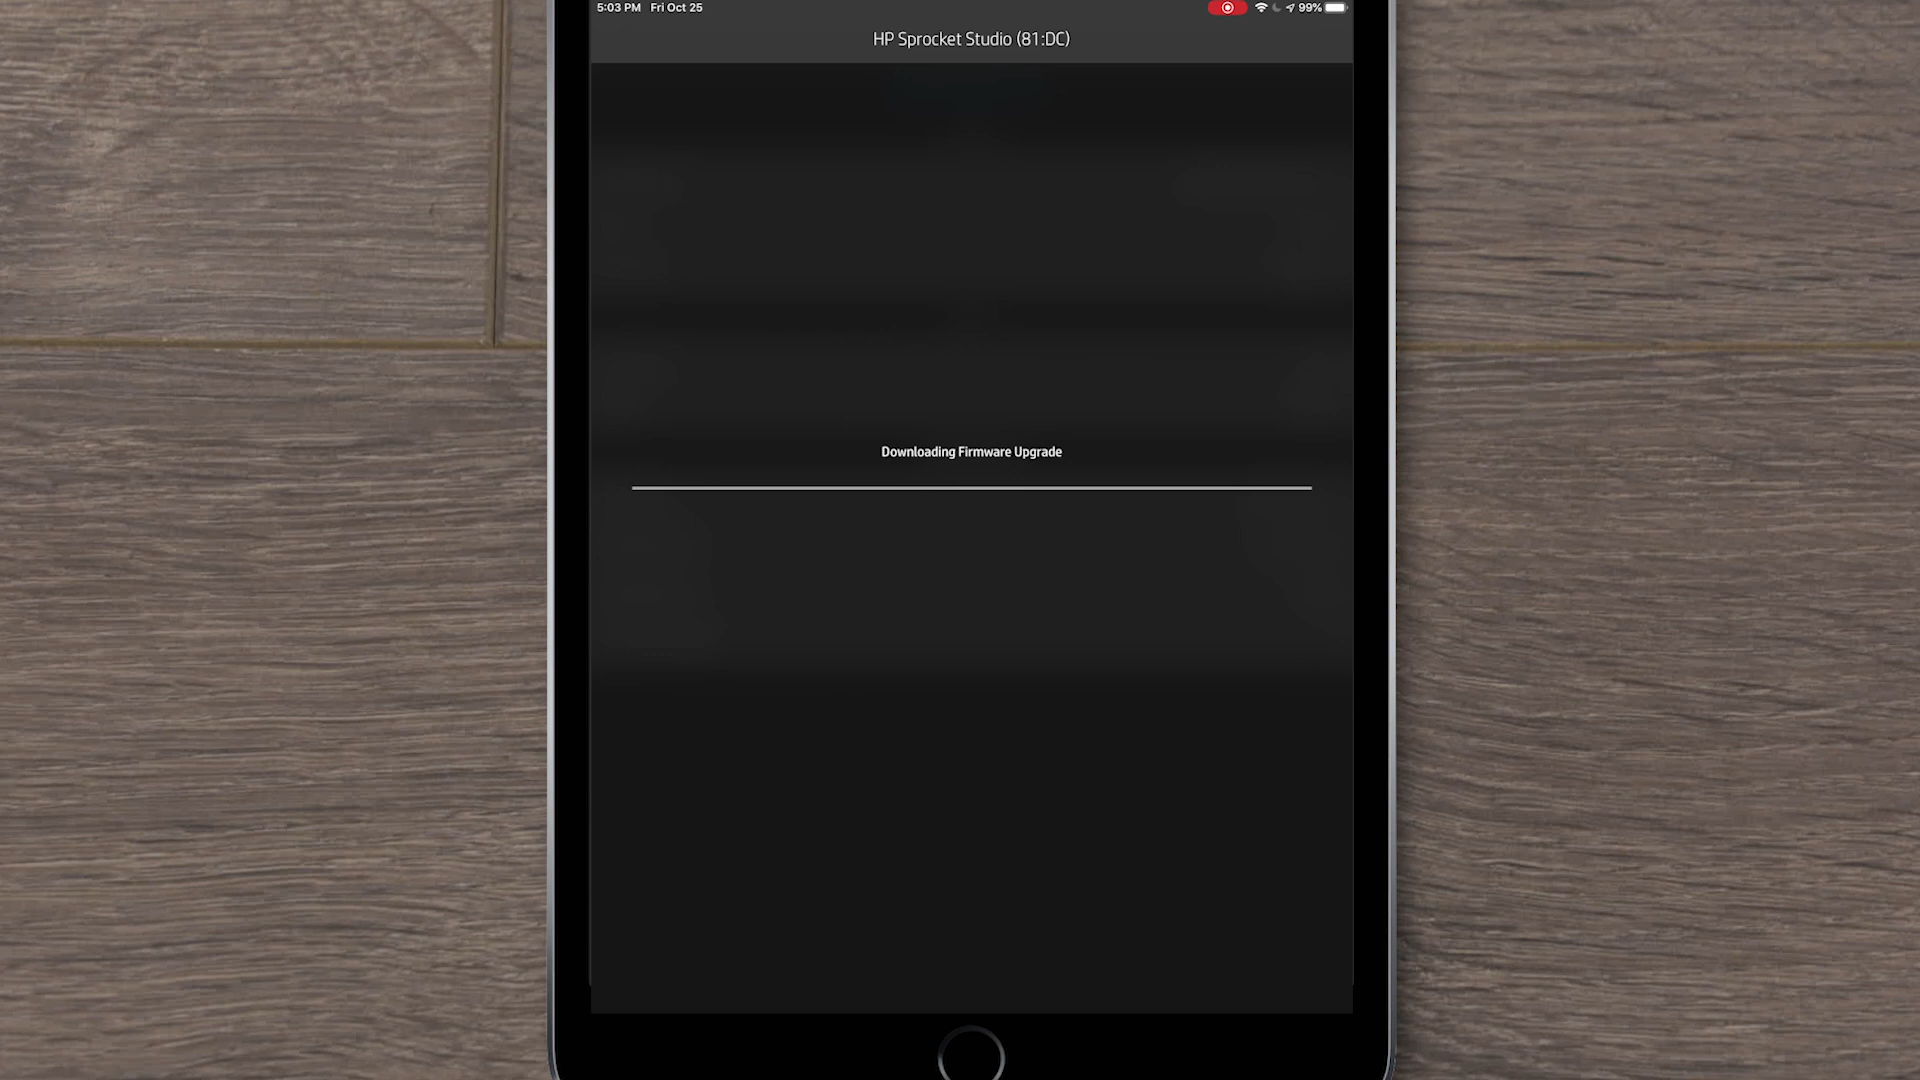 5:03 PM Fri Oct 25 99%
HP Sprocket Studio (81:DC)
Downloading Firmware Upgrade